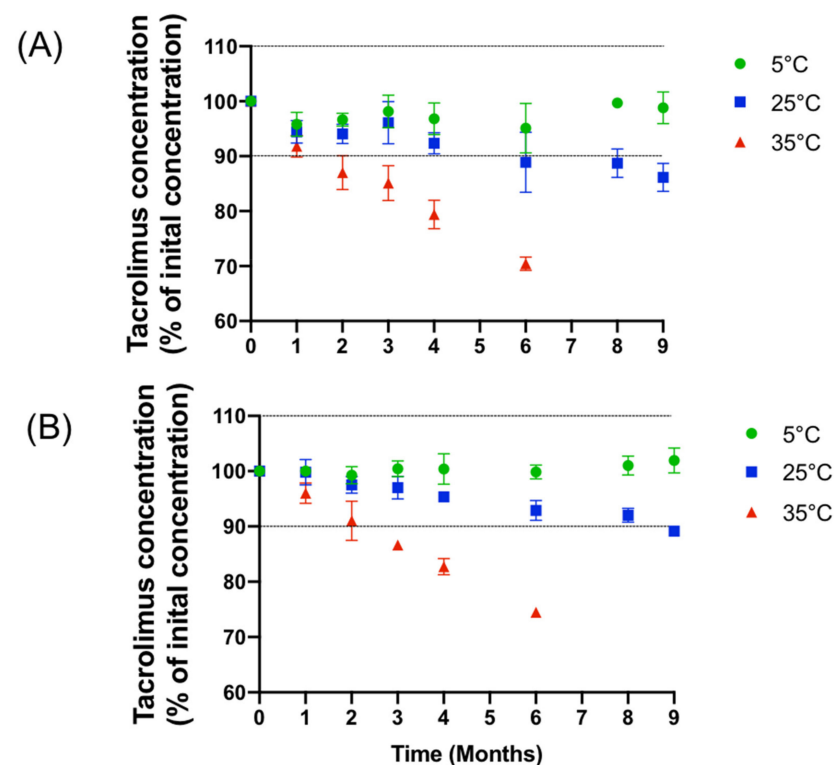 (A)
Tacrolimus concentration
(% of inital concentration)
110
100
90
80
70
60
0 1 2 3 4 5 6 7 8 9
5°C
25°C
35°C
(B)
Tacrolimus concentration
(% of inital concentration)
110
100
90
80
70
60
0 1 2 3 4 5 6 7 8 9
Time (Months)
5°C
25°C
35°C